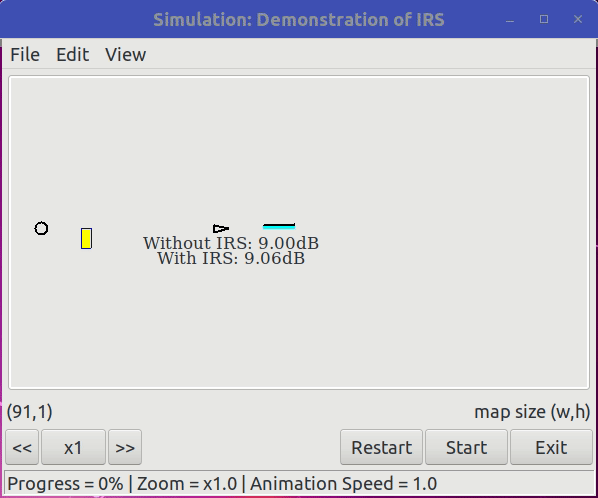 Simulation: Demonstration of IRS
File Edit View
Without IRS: 9.00dB
With IRS: 9.06dB
(91,1) map size (w,h)
<< x1 >> Restart Start Exit
Progress = 0% | Zoom = x1.0 | Animation Speed = 1.0